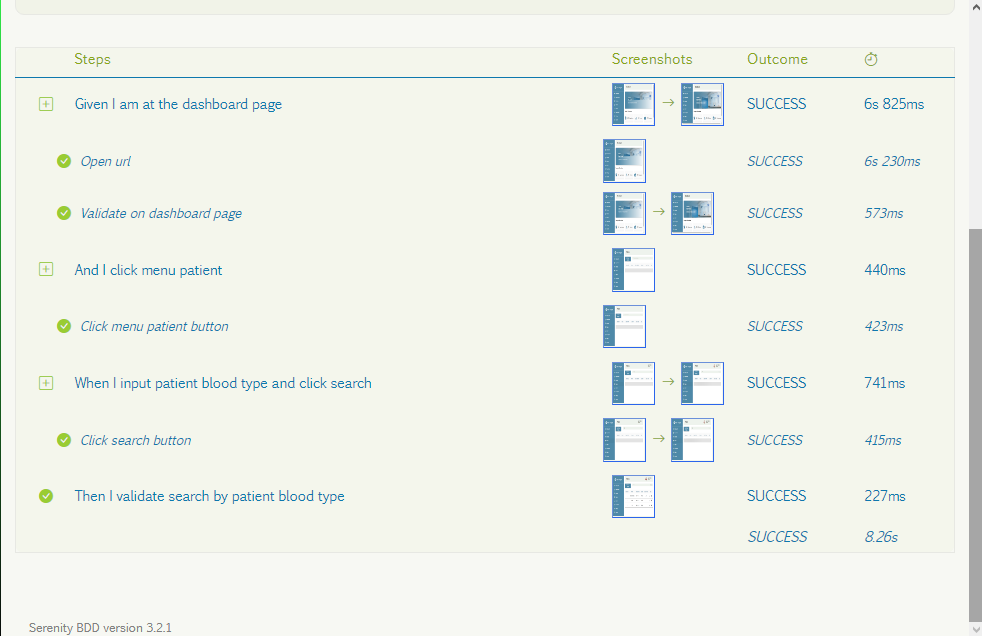 Steps Screenshots Outcome
Given I am at the dashboard page SUCCESS 6s 825ms
Open url SUCCESS 6s 230ms
Validate on dashboard page SUCCESS 573ms
And I click menu patient SUCCESS 440ms
Click menu patient button SUCCESS 423ms
When I input patient blood type and click search SUCCESS 741ms
Click search button SUCCESS 415ms
Then I validate search by patient blood type SUCCESS 227ms
SUCCESS 8.26s
Serenity BDD version 3.2.1